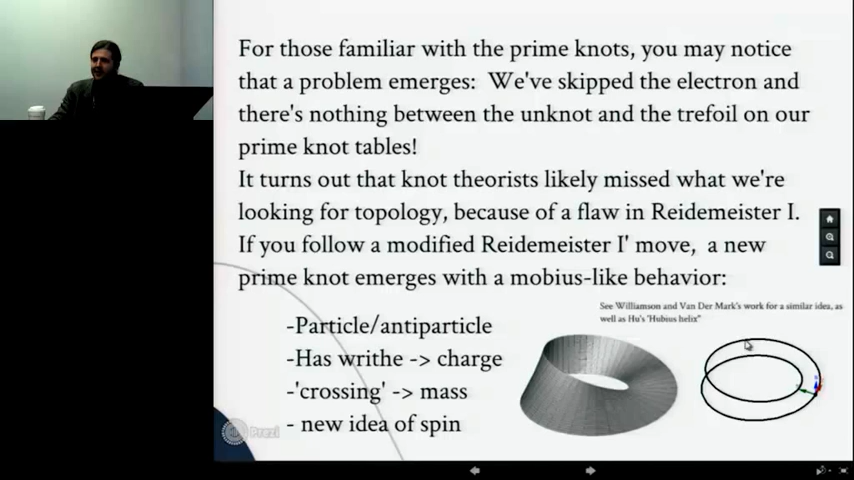 For those familiar with the prime knots, you may notice
that a problem emerges: We've skipped the electron and
there's nothing between the unknot and the trefoil on our
prime knot tables!
It turns out that knot theorists likely missed what we're
looking for topology, because of a flaw in Reidemeister I.
If you follow a modified Reidemeister I' move, a new
prime knot emerges with a mobius-like behavior:
See Williamson and Van Der Mark's work for a similar idea, as
well as Hu's "Hubius helix"
-Particle/antiparticle
-Has writhe -> charge
-'crossing' -> mass
- new idea of spin
Prezi